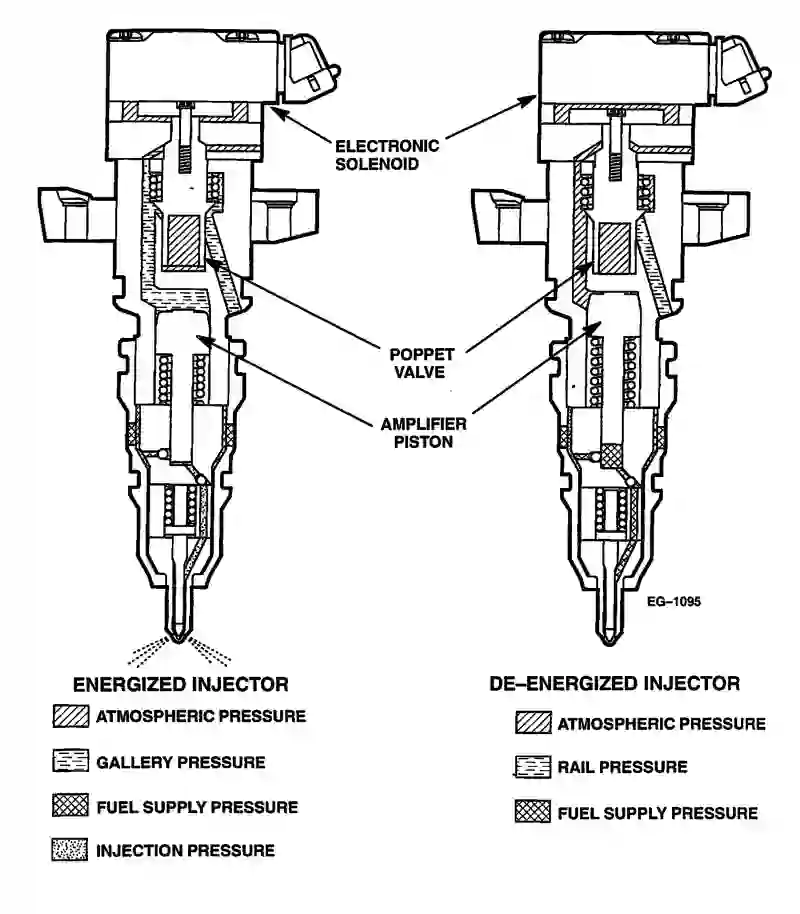 ELECTRONIC
SOLENOID
POPPET
VALVE
AMPLIFIER
PISTON
EG–1095
ENERGIZED INJECTOR
ATMOSPHERIC PRESSURE
GALLERY PRESSURE
FUEL SUPPLY PRESSURE
INJECTION PRESSURE
DE–ENERGIZED INJECTOR
ATMOSPHERIC PRESSURE
RAIL PRESSURE
FUEL SUPPLY PRESSURE